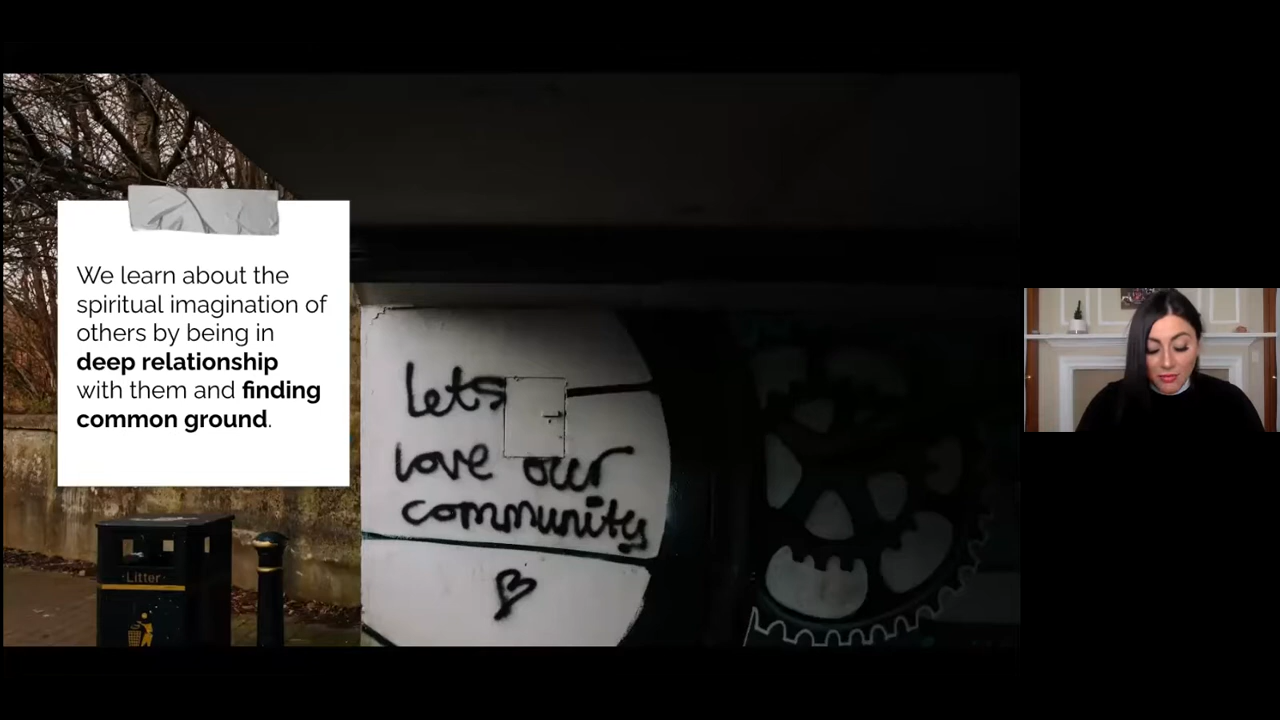 We learn about the
spiritual imagination of
others by being in
deep relationship
with them and finding
common ground.
lets
love our
community
Litter